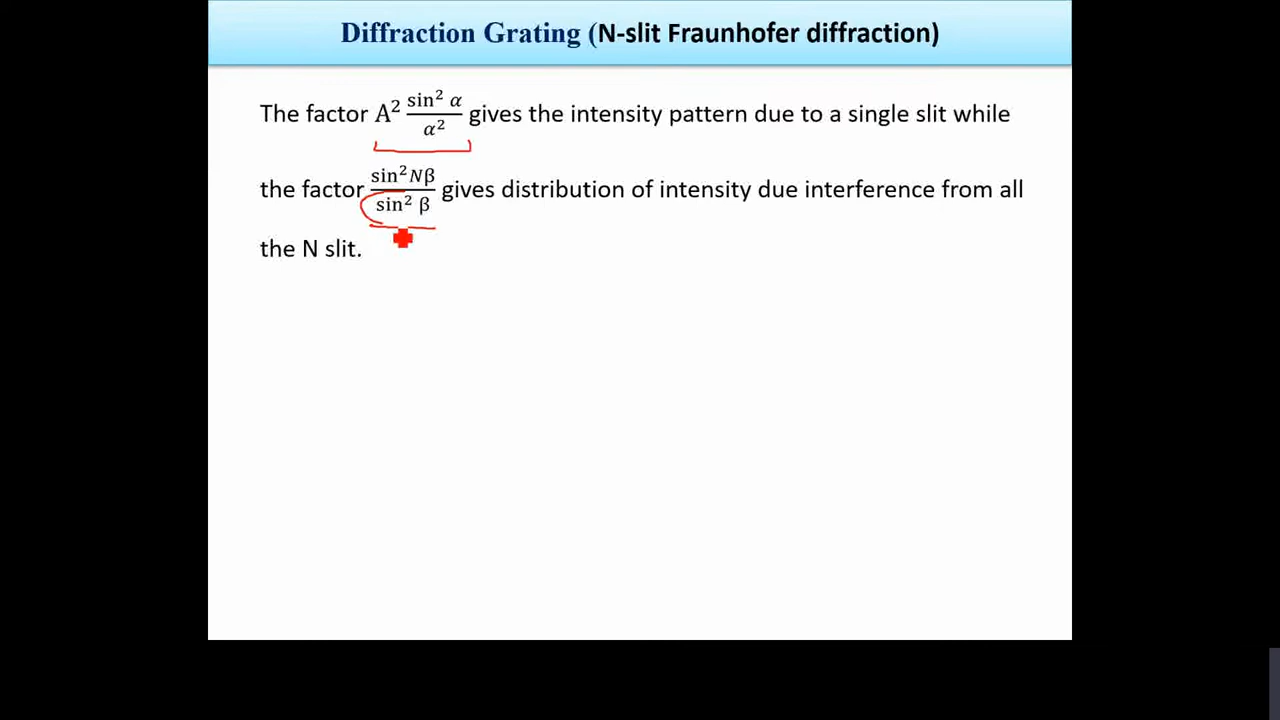 Diffraction Grating (N-slit Fraunhofer diffraction)
The factor A² sin² α / α² gives the intensity pattern due to a single slit while
the factor sin²Nβ / sin² β gives distribution of intensity due interference from all
the N slit.